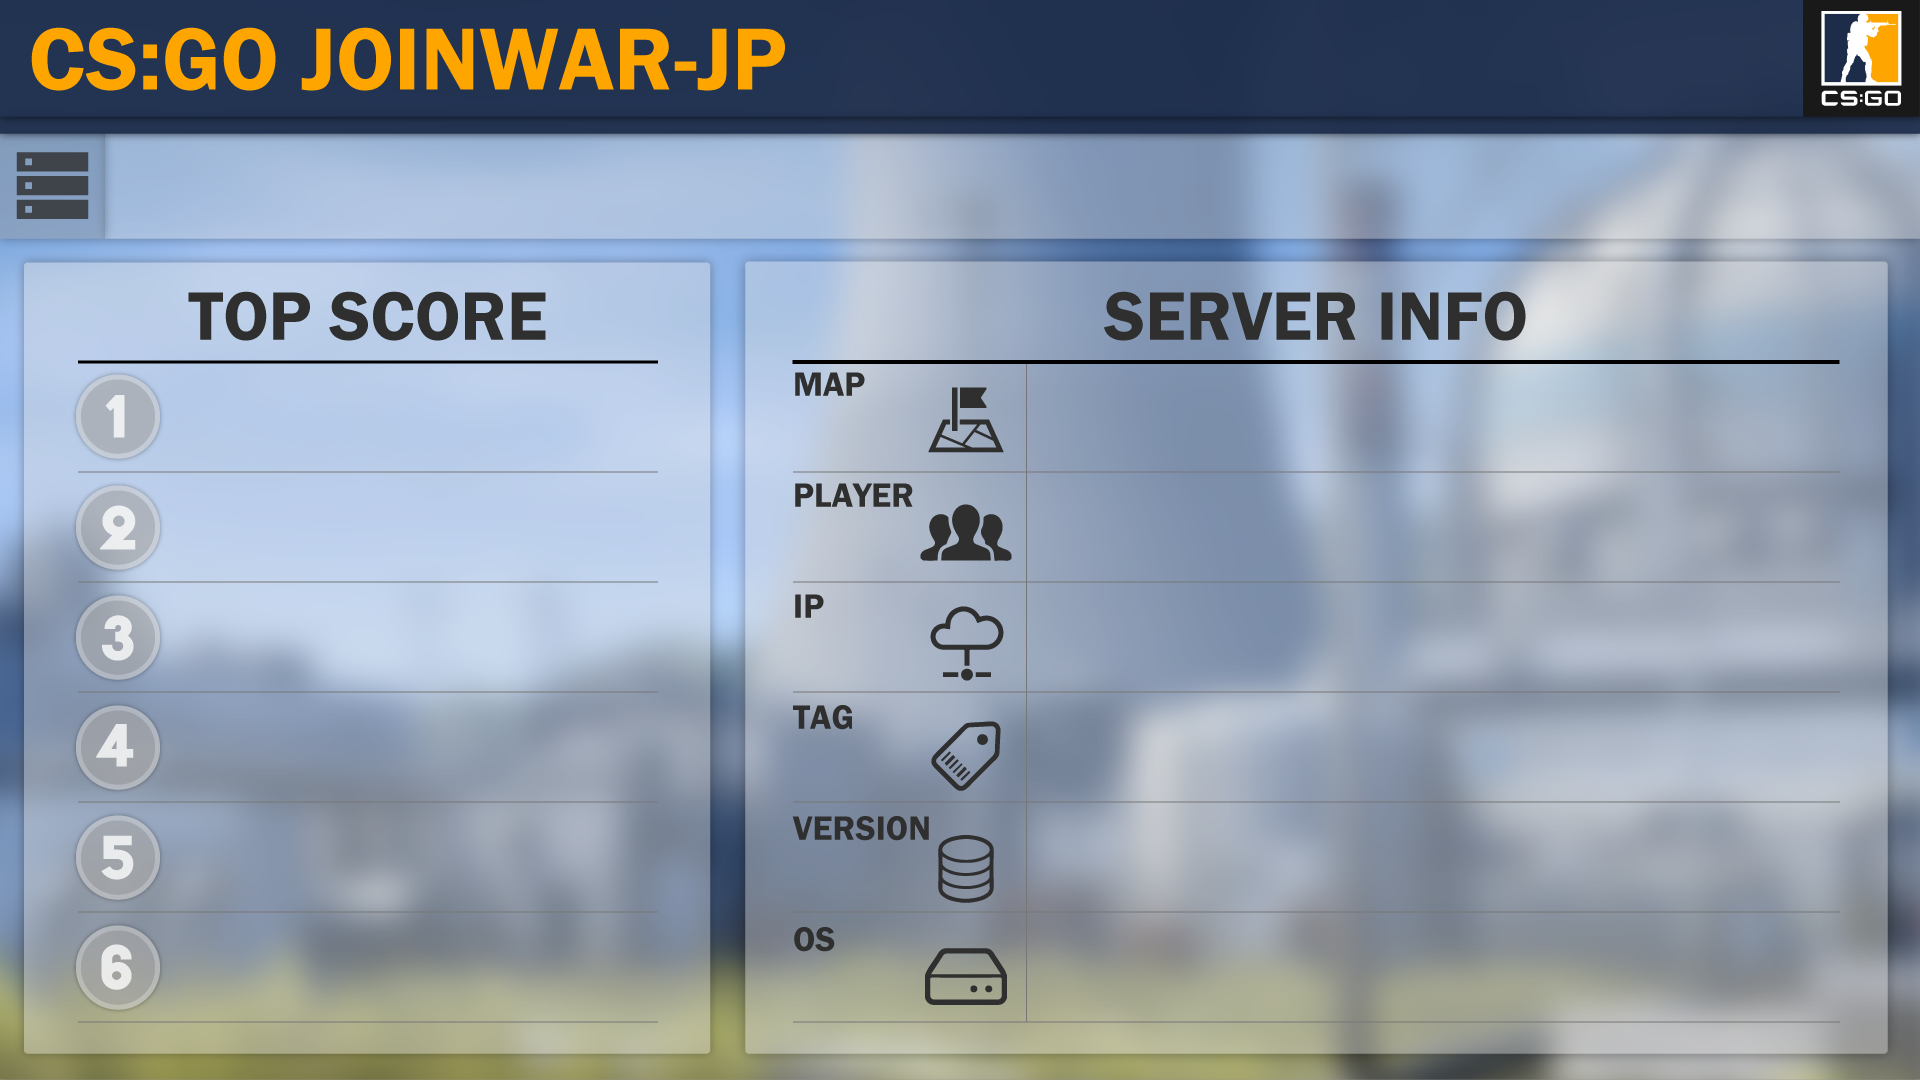 CS:GO JOINWAR-JP
CS:GO
TOP SCORE
1
2
3
4
5
6
SERVER INFO
MAP
PLAYER
IP
TAG
VERSION
OS